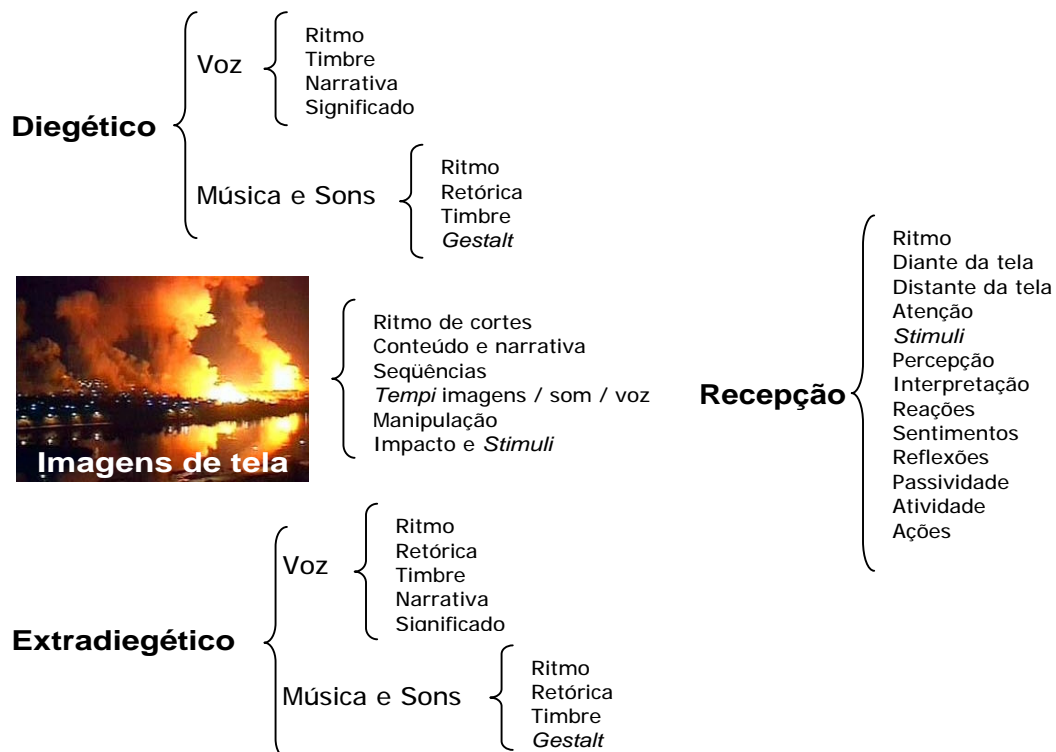 Diegético
Voz
Ritmo
Timbre
Narrativa
Significado
Música e Sons
Ritmo
Retórica
Timbre
Gestalt
Imagens de tela
Ritmo de cortes
Conteúdo e narrativa
Seqüências
Tempi imagens / som / voz
Manipulação
Impacto e Stimuli
Extradiegético
Voz
Ritmo
Retórica
Timbre
Narrativa
Significado
Música e Sons
Ritmo
Retórica
Timbre
Gestalt
Recepção
Ritmo
Diante da tela
Distante da tela
Atenção
Stimuli
Percepção
Interpretação
Reações
Sentimentos
Reflexões
Passividade
Atividade
Ações